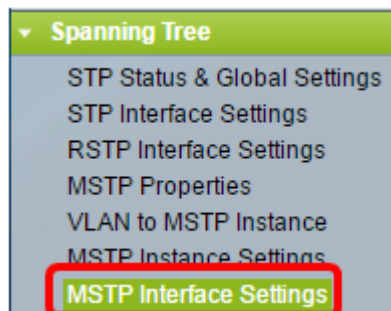 Spanning Tree
STP Status & Global Settings
STP Interface Settings
RSTP Interface Settings
MSTP Properties
VLAN to MSTP Instance
MSTP Instance Settings
MSTP Interface Settings